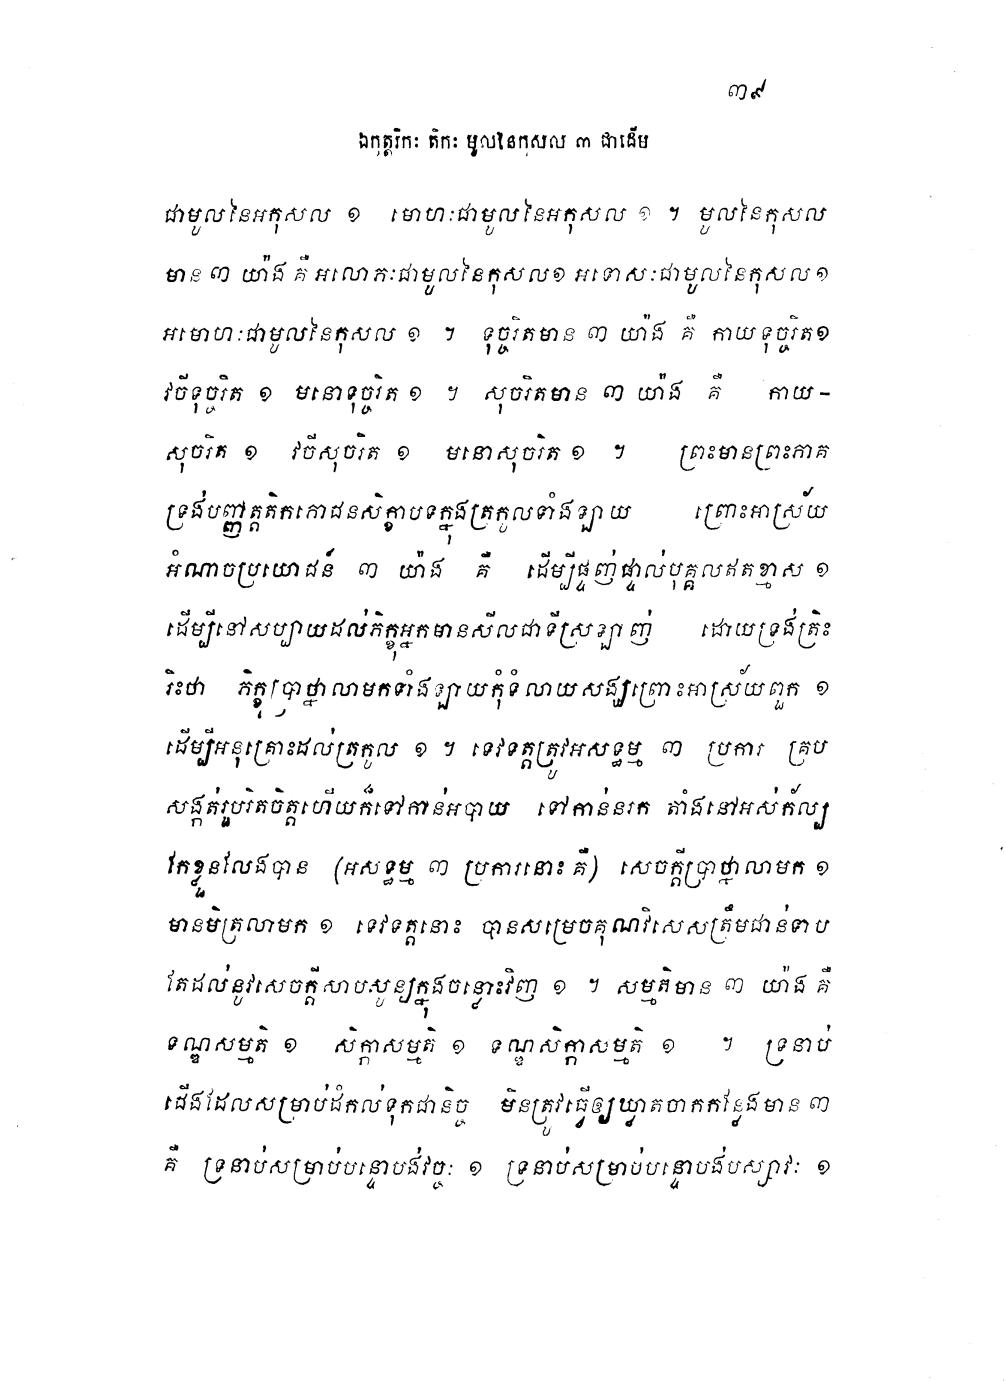 ៣៩
ឯកុត្តរិកៈ តិកៈ មូលនៃកុសល ៣ ជាដើម
ជាមូលនៃអកុសល ១ មោហៈជាមូលនៃអកុសល ១ ។ មូលនៃកុសល
មាន ៣ យ៉ាង គឺ អលោភៈជាមូលនៃកុសល១ អទោសៈជាមូលនៃកុសល១
អមោហៈជាមូលនៃកុសល ១ ។ ទុច្ចរិតមាន ៣ យ៉ាង គឺ កាយទុច្ចរិត១
វចីទុច្ចរិត ១ មនោទុច្ចរិត ១ ។ សុចរិតមាន ៣ យ៉ាង គឺ កាយ-
សុចរិត ១ វចីសុចរិត ១ មនោសុចរិត ១ ។ ព្រះមានព្រះភាគ
ទ្រង់បញ្ញត្តតិកកោជនសិក្ខាបទក្នុងត្រកូលទាំងឡាយ ព្រោះអាស្រ័យ
អំណាចប្រយោជន៍ ៣ យ៉ាង គឺ ដើម្បីផ្ទញ់ផ្ទាល់បុគ្គលឥតខ្មាស ១
ដើម្បីនៅសប្បាយដល់ភិក្ខុអ្នកមានសីលជាទីស្រឡាញ់ ដោយទ្រង់ត្រិះ
រិះថា ភិក្ខុប្រាថ្នាលាមកទាំងឡាយកុំទំលាយសង្ឃព្រោះអាស្រ័យពួក ១
ដើម្បីអនុគ្រោះដល់ត្រកូល ១ ។ ទេវទត្តត្រូវអសទ្ធម្ម ៣ ប្រការ គ្រប
សង្កត់រួបរិតចិត្តហើយក៏ទៅកាន់អបាយ ទៅកាន់នរក តាំងនៅអស់កល្ប
កែខ្លួនលែងបាន (អសទ្ធម្ម ៣ ប្រការនោះ គឺ) សេចក្តីប្រាថ្នាលាមក ១
មានមិត្រលាមក ១ ទេវទត្តនោះ បានសម្រេចគុណវិសេសត្រឹមជាន់ទាប
តែដល់នូវសេចក្តីសាបសូន្យក្នុងចន្លោះវិញ ១ ។ សម្មតិមាន ៣ យ៉ាង គឺ
ទណ្ឌសម្មតិ ១ សិក្កាសម្មតិ ១ ទណ្ឌសិក្កាសម្មតិ ១ ។ ទ្រនាប់
ជើងដែលសម្រាប់ដំកល់ទុកជានិច្ច មិនត្រូវធ្វើឲ្យឃ្លាតចាកកន្លែងមាន ៣
គឺ ទ្រនាប់សម្រាប់បន្ទោបង់វច្ចៈ ១ ទ្រនាប់សម្រាប់បន្ទោបង់បស្សាវៈ ១